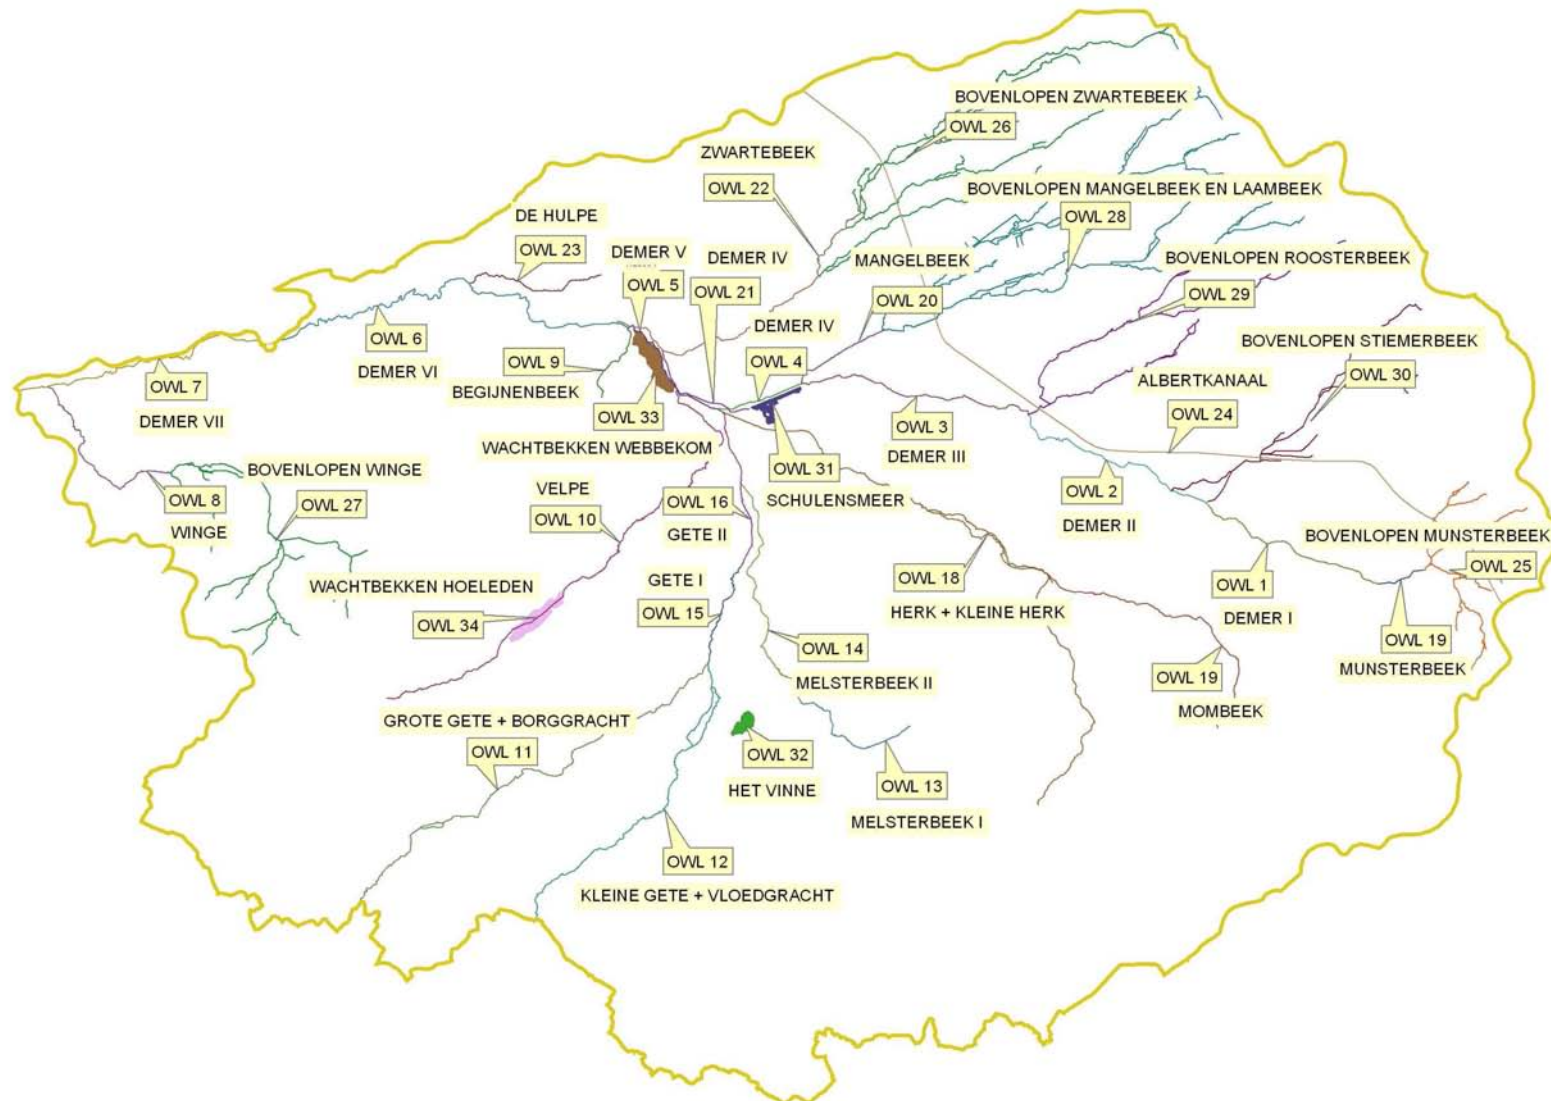 BOVENLOPEN ZWARTEBEEK
OWL 26
ZWARTEBEEK
OWL 22
BOVENLOPEN MANGELBEEK EN LAAMBEEK
OWL 28
DE HULPE
OWL 23
DEMER V
OWL 5
DEMER IV
OWL 21
MANGELBEEK
OWL 20
BOVENLOPEN ROOSTERBEEK
OWL 29
DEMER IV
OWL 4
BOVENLOPEN STIEMERBEEK
OWL 30
OWL 6
DEMER VI
OWL 9
BEGIJNENBEEK
OWL 7
DEMER VII
ALBERTKANAAL
OWL 24
OWL 33
WACHTBEKKEN WEBBEKOM
OWL 3
DEMER III
OWL 31
SCHULENSMEER
OWL 2
DEMER II
BOVENLOPEN WINGE
OWL 27
OWL 8
WINGE
VELPE
OWL 10
OWL 16
GETE II
BOVENLOPEN MUNSTERBEEK
OWL 25
OWL 18
HERK + KLEINE HERK
OWL 1
DEMER I
WACHTBEKKEN HOELEDEN
OWL 34
GETE I
OWL 15
OWL 14
MELSTERBEEK II
OWL 19
MUNSTERBEEK
OWL 19
MOMBEEK
GROTE GETE + BORGGRACHT
OWL 11
OWL 32
HET VINNE
OWL 13
MELSTERBEEK I
OWL 12
KLEINE GETE + VLOEDGRACHT